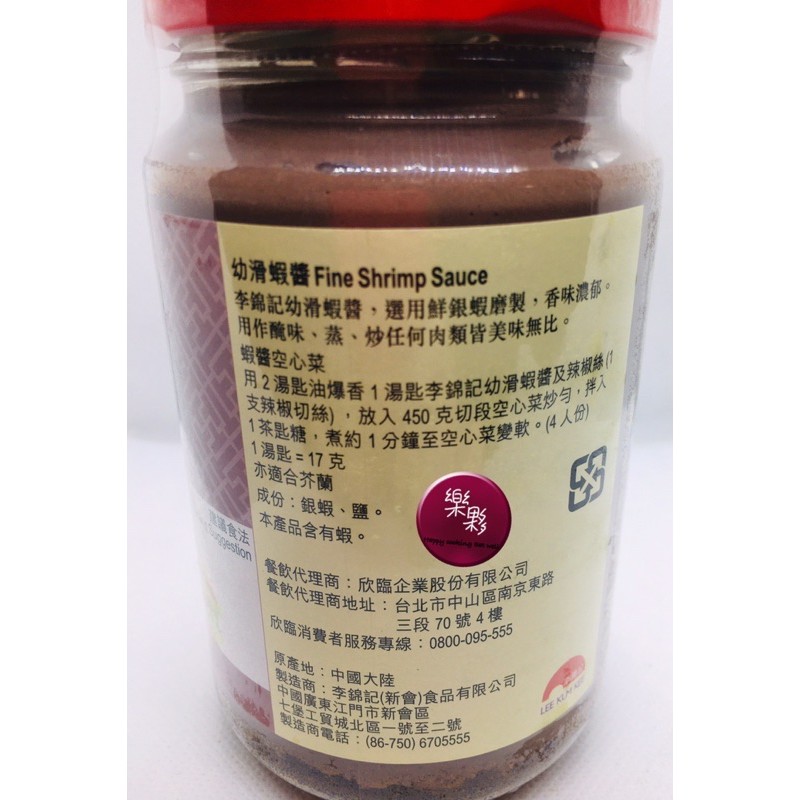 幼滑蝦醬 Fine Shrimp Sauce
李錦記幼滑蝦醬，選用鮮銀蝦磨製，香味濃郁。
用作醃味、蒸、炒任何肉類皆美味無比。
蝦醬空心菜
用 2 湯匙油爆香 1 湯匙李錦記幼滑蝦醬及辣椒絲 (1
支辣椒切絲)，放入 450 克切段空心菜炒勻，拌入
1 茶匙糖，煮約 1 分鐘至空心菜變軟。(4 人份)
1 湯匙 = 17 克
亦適合芥蘭
成份：銀蝦、鹽。
本產品含有蝦。
樂夥
議食法
Suggestion
餐飲代理商：欣臨企業股份有限公司
餐飲代理商地址：台北市中山區南京東路
三段 70 號 4 樓
欣臨消費者服務專線：0800-095-555
原產地：中國大陸
製造商：李錦記(新會)食品有限公司
中國廣東江門市新會區
七堡工貿城北區一號至二號
製造商電話：(86-750) 6705555
LEE KUM KEE